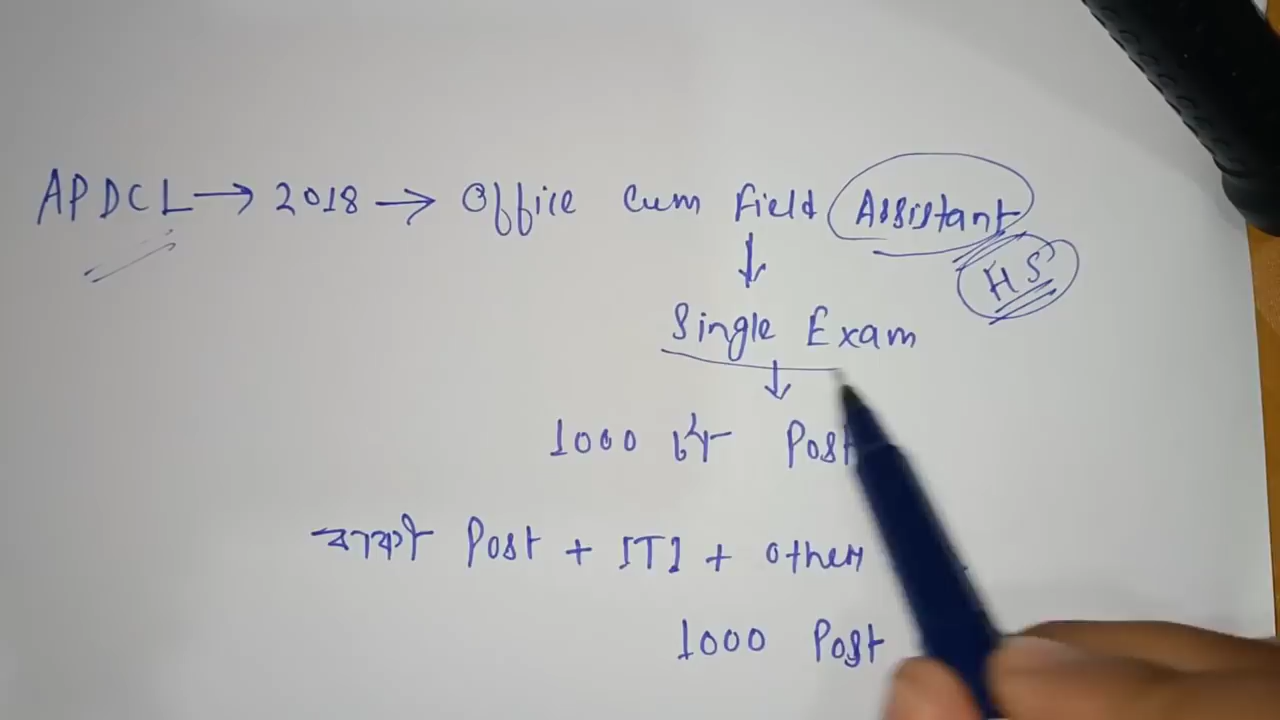 APDCL → 2018 → Office Cum Field Assistant
HS
↓
Single Exam
↓
1000 Post
বাকী Post + ITI + other
1000 Post